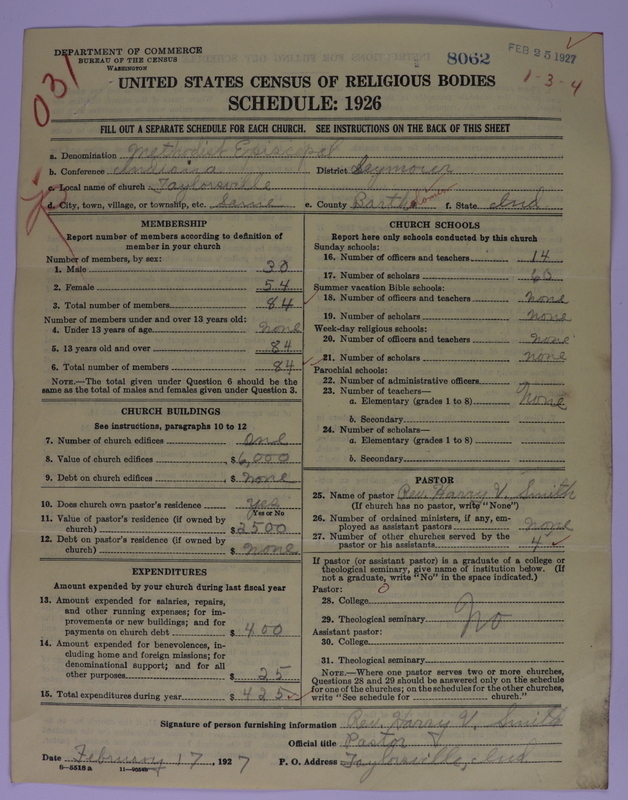 DEPARTMENT OF COMMERCE
BUREAU OF THE CENSUS
WASHINGTON
8062
FEB 25 1927
031
1-3-4
UNITED STATES CENSUS OF RELIGIOUS BODIES
SCHEDULE: 1926
FILL OUT A SEPARATE SCHEDULE FOR EACH CHURCH. SEE INSTRUCTIONS ON THE BACK OF THIS SHEET
a. Denomination Methodist Episcopal
b. Conference Indiana District Seymour
c. Local name of church Taylorsville
d. City, town, village, or township, etc. Same e. County Bartholomew f. State Ind
MEMBERSHIP
Report number of members according to definition of
member in your church
Number of members, by sex:
1. Male 30
2. Female 54
3. Total number of members 84
Number of members under and over 13 years old:
4. Under 13 years of age none
5. 13 years old and over 84
6. Total number of members 84
NOTE.—The total given under Question 6 should be the
same as the total of males and females given under Question 3.
CHURCH BUILDINGS
See instructions, paragraphs 10 to 12
7. Number of church edifices one
8. Value of church edifices $6,000
9. Debt on church edifices $ none
10. Does church own pastor's residence yes
Yes or No
11. Value of pastor's residence (if owned by
church) $2500
12. Debt on pastor's residence (if owned by
church) $ none
EXPENDITURES
Amount expended by your church during last fiscal year
13. Amount expended for salaries, repairs,
and other running expenses; for im-
provements or new buildings; and for
payments on church debt $ 400
14. Amount expended for benevolences, in-
cluding home and foreign missions; for
denominational support; and for all
other purposes $ 25
15. Total expenditures during year $ 425
CHURCH SCHOOLS
Report here only schools conducted by this church
Sunday schools:
16. Number of officers and teachers 14
17. Number of scholars 60
Summer vacation Bible schools:
18. Number of officers and teachers none
19. Number of scholars none
Week-day religious schools:
20. Number of officers and teachers none
21. Number of scholars none
Parochial schools:
22. Number of administrative officers
23. Number of teachers—
a. Elementary (grades 1 to 8) none
b. Secondary
24. Number of scholars—
a. Elementary (grades 1 to 8)
b. Secondary
PASTOR
25. Name of pastor Rev. Harry V. Smith
(If church has no pastor, write "None")
26. Number of ordained ministers, if any, em-
ployed as assistant pastors none
27. Number of other churches served by the
pastor or his assistants 4
If pastor (or assistant pastor) is a graduate of a college or
theological seminary, give name of institution below. (If
not a graduate, write "No" in the space indicated.)
Pastor: 0
28. College
29. Theological seminary No
Assistant pastor:
30. College
31. Theological seminary
NOTE.—Where one pastor serves two or more churches,
Questions 28 and 29 should be answered only on the schedule
for one of the churches; on the schedules for the other churches,
write "See schedule for church."
Signature of person furnishing information Rev. Harry V. Smith
Official title Pastor
Date February 17, 1927 P. O. Address Taylorsville, Ind